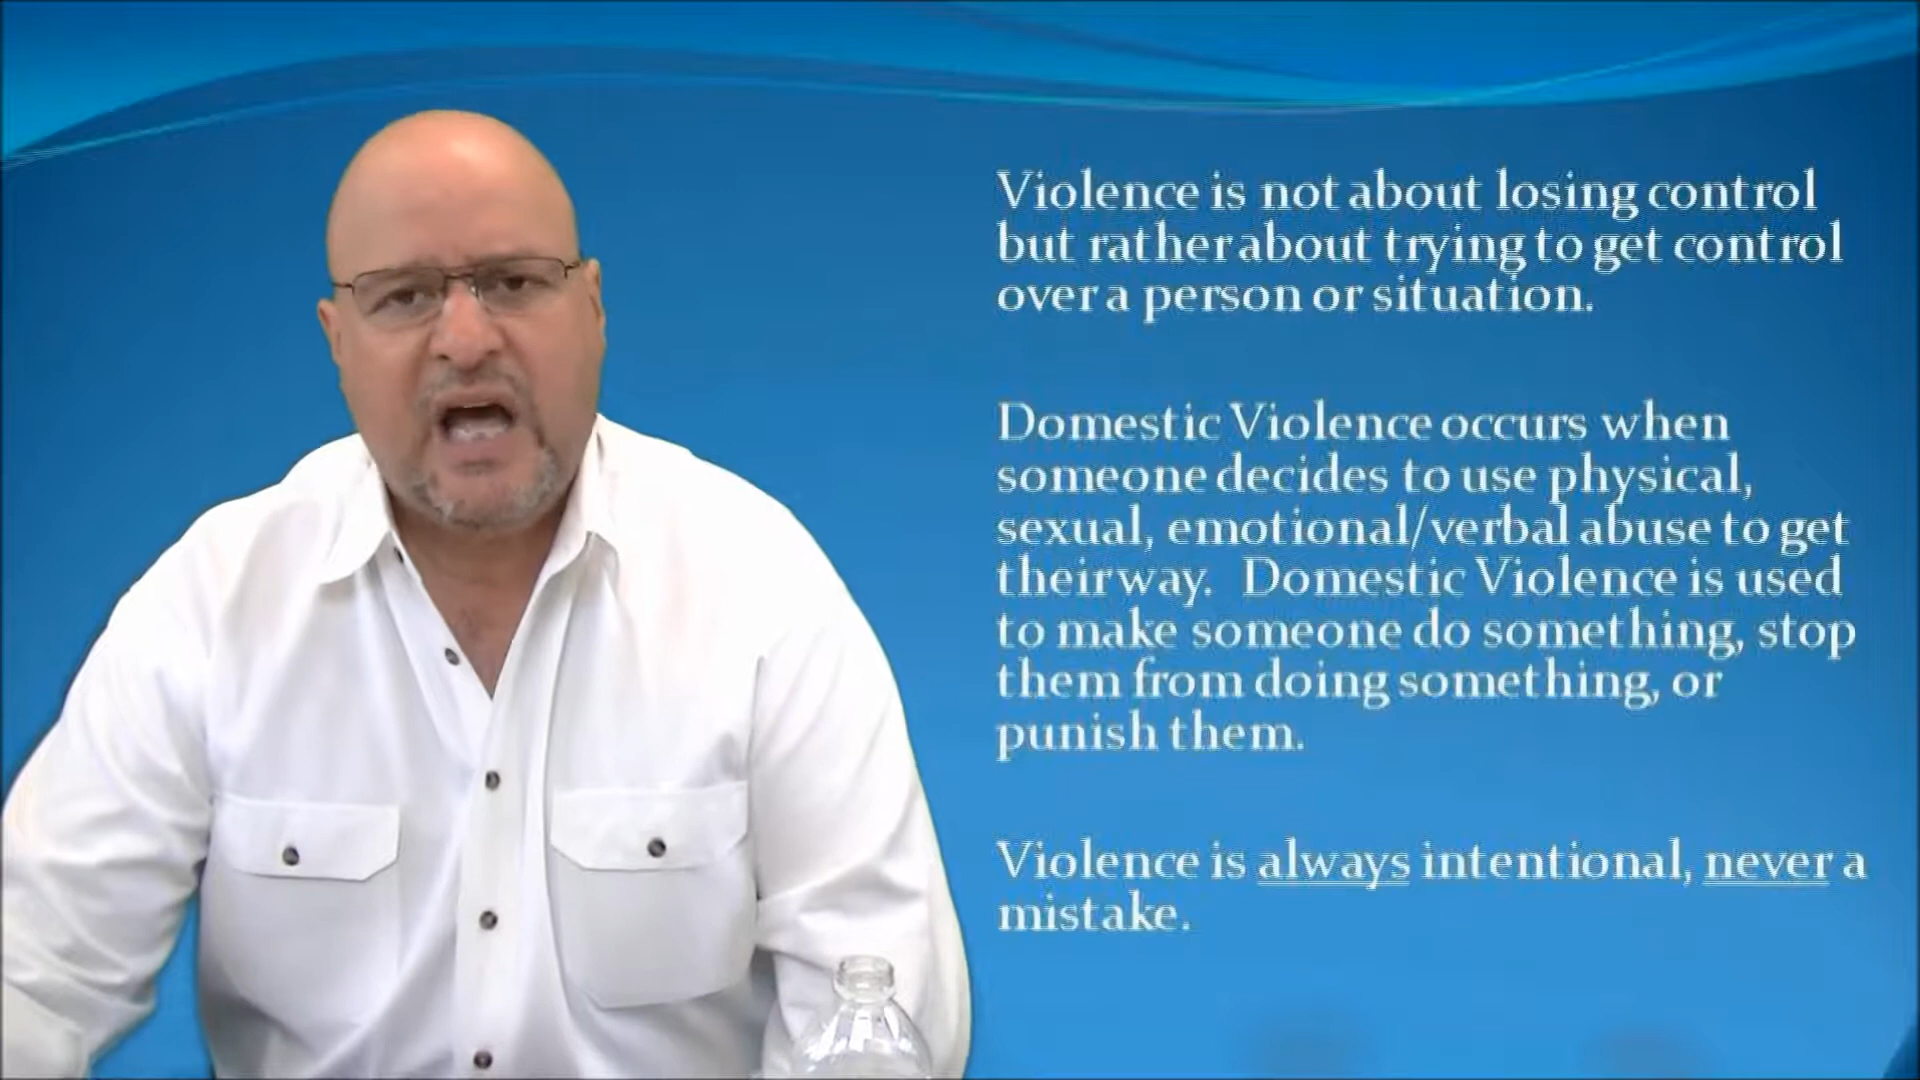 Violence is not about losing control
but rather about trying to get control
over a person or situation.
Domestic Violence occurs when
someone decides to use physical,
sexual, emotional/verbal abuse to get
their way. Domestic Violence is used
to make someone do something, stop
them from doing something, or
punish them.
Violence is always intentional, never a
mistake.